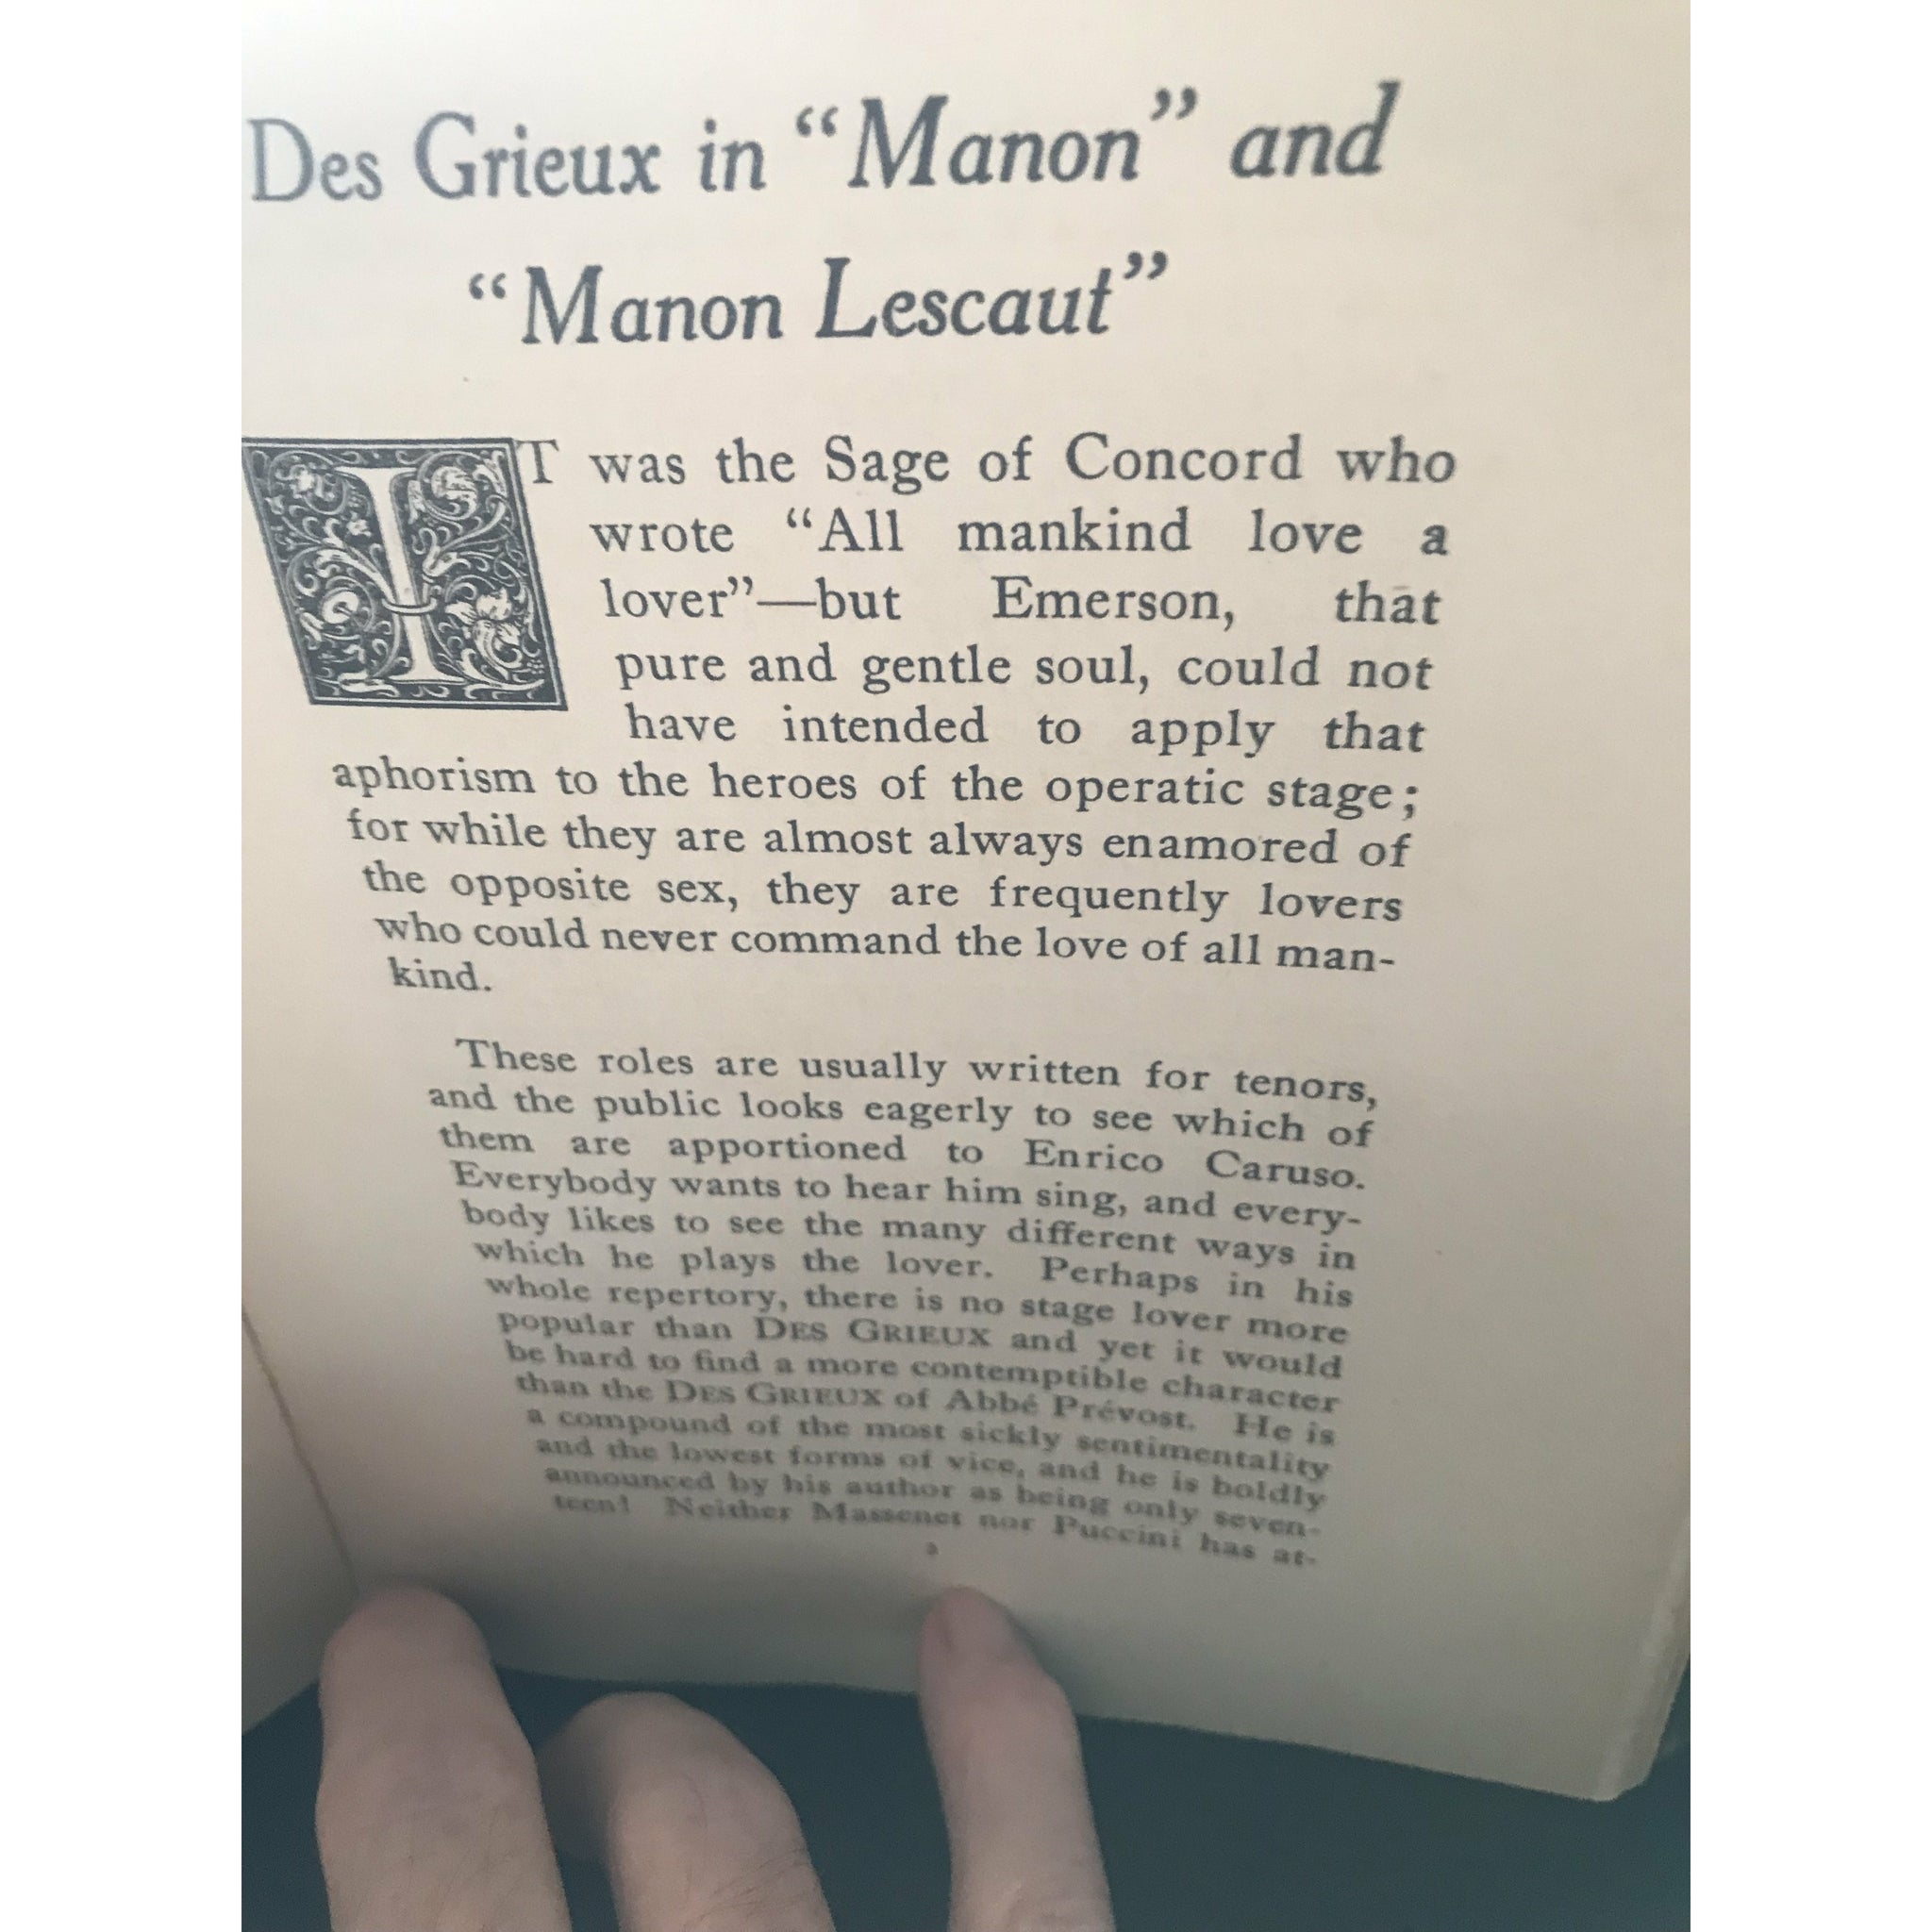 Des Grieux in “Manon” and
“Manon Lescaut”
IT was the Sage of Concord who
wrote “All mankind love a
lover”—but Emerson, that
pure and gentle soul, could not
have intended to apply that
aphorism to the heroes of the operatic stage;
for while they are almost always enamored of
the opposite sex, they are frequently lovers
who could never command the love of all man-
kind.
These roles are usually written for tenors,
and the public looks eagerly to see which of
them are apportioned to Enrico Caruso.
Everybody wants to hear him sing, and every-
body likes to see the many different ways in
which he plays the lover. Perhaps in his
whole repertory, there is no stage lover more
popular than DES GRIEUX and yet it would
be hard to find a more contemptible character
than the DES GRIEUX of Abbé Prévost. He is
a compound of the most sickly sentimentality
and the lowest forms of vice, and he is boldly
announced by his author as being only seven-
teen! Neither Massenet nor Puccini has at-